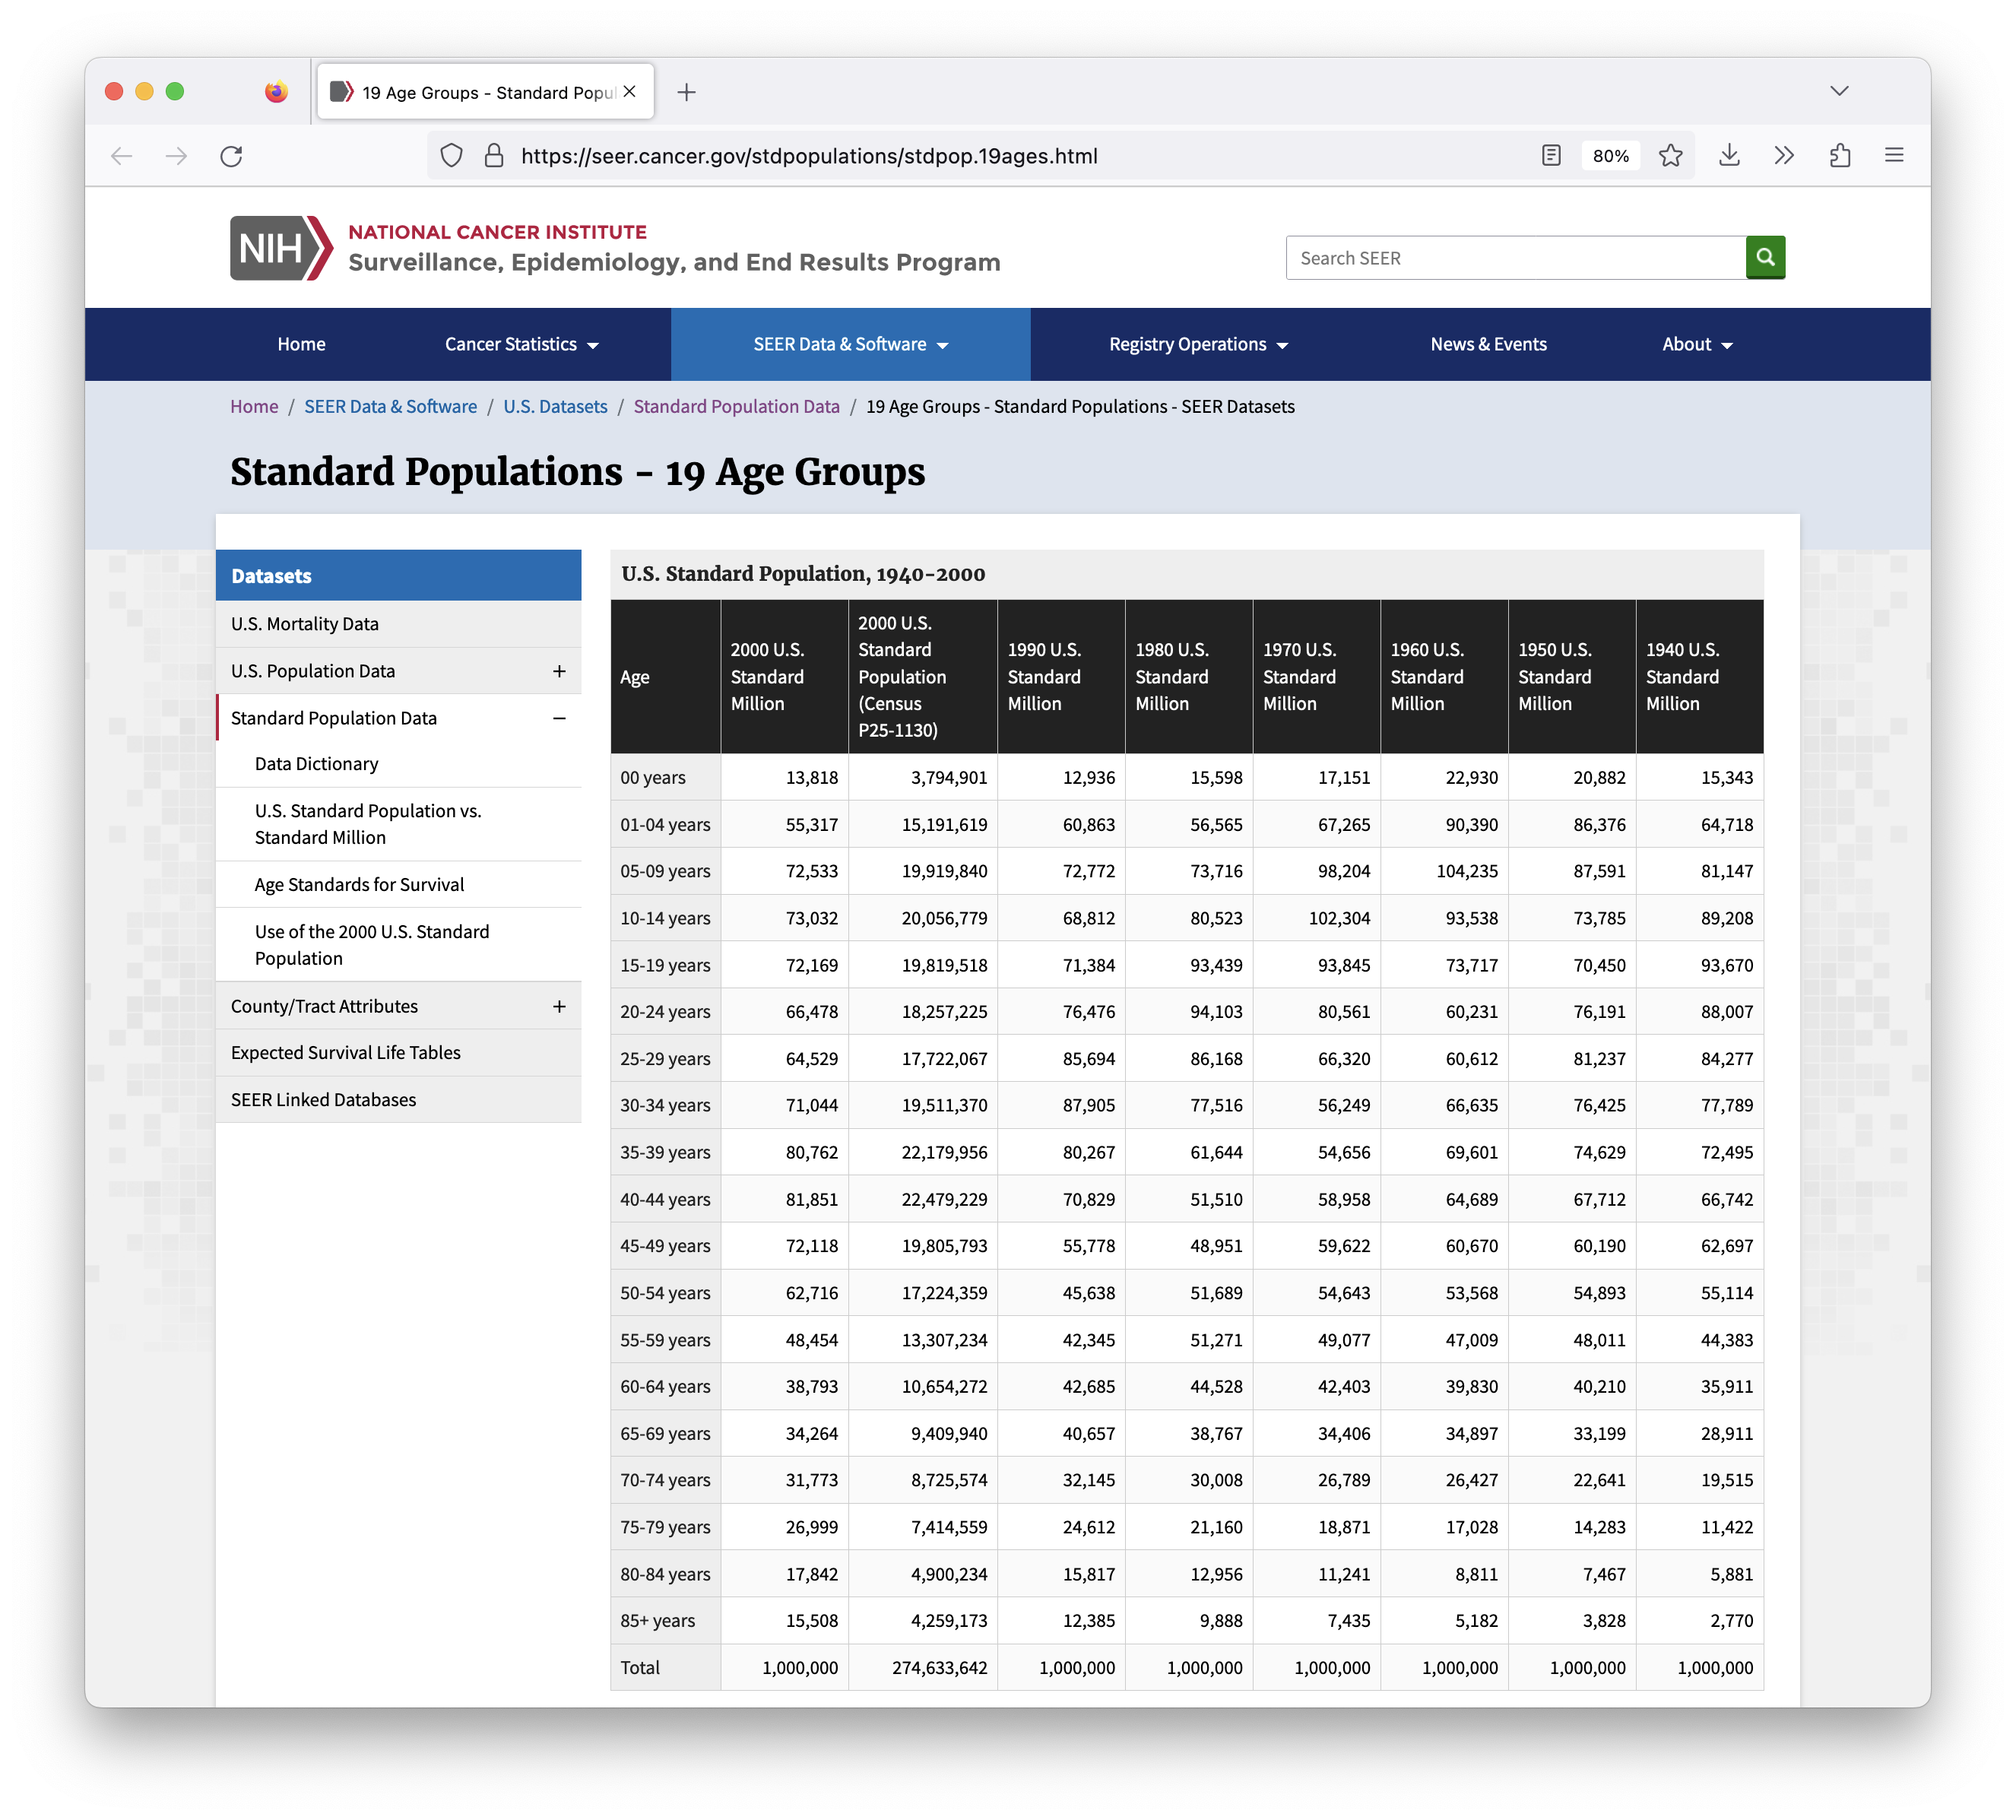 19 Age Groups - Standard Popul
https://seer.cancer.gov/stdpopulations/stdpop.19ages.html
80%
NIH
NATIONAL CANCER INSTITUTE
Surveillance, Epidemiology, and End Results Program
Search SEER
Home Cancer Statistics SEER Data & Software Registry Operations News & Events About
Home / SEER Data & Software / U.S. Datasets / Standard Population Data / 19 Age Groups - Standard Populations - SEER Datasets
Standard Populations - 19 Age Groups
Datasets
U.S. Mortality Data
U.S. Population Data +
Standard Population Data −
Data Dictionary
U.S. Standard Population vs.
Standard Million
Age Standards for Survival
Use of the 2000 U.S. Standard
Population
County/Tract Attributes +
Expected Survival Life Tables
SEER Linked Databases
U.S. Standard Population, 1940-2000
Age
2000 U.S.
Standard
Million
2000 U.S.
Standard
Population
(Census
P25-1130)
1990 U.S.
Standard
Million
1980 U.S.
Standard
Million
1970 U.S.
Standard
Million
1960 U.S.
Standard
Million
1950 U.S.
Standard
Million
1940 U.S.
Standard
Million
00 years 13,818 3,794,901 12,936 15,598 17,151 22,930 20,882 15,343
01-04 years 55,317 15,191,619 60,863 56,565 67,265 90,390 86,376 64,718
05-09 years 72,533 19,919,840 72,772 73,716 98,204 104,235 87,591 81,147
10-14 years 73,032 20,056,779 68,812 80,523 102,304 93,538 73,785 89,208
15-19 years 72,169 19,819,518 71,384 93,439 93,845 73,717 70,450 93,670
20-24 years 66,478 18,257,225 76,476 94,103 80,561 60,231 76,191 88,007
25-29 years 64,529 17,722,067 85,694 86,168 66,320 60,612 81,237 84,277
30-34 years 71,044 19,511,370 87,905 77,516 56,249 66,635 76,425 77,789
35-39 years 80,762 22,179,956 80,267 61,644 54,656 69,601 74,629 72,495
40-44 years 81,851 22,479,229 70,829 51,510 58,958 64,689 67,712 66,742
45-49 years 72,118 19,805,793 55,778 48,951 59,622 60,670 60,190 62,697
50-54 years 62,716 17,224,359 45,638 51,689 54,643 53,568 54,893 55,114
55-59 years 48,454 13,307,234 42,345 51,271 49,077 47,009 48,011 44,383
60-64 years 38,793 10,654,272 42,685 44,528 42,403 39,830 40,210 35,911
65-69 years 34,264 9,409,940 40,657 38,767 34,406 34,897 33,199 28,911
70-74 years 31,773 8,725,574 32,145 30,008 26,789 26,427 22,641 19,515
75-79 years 26,999 7,414,559 24,612 21,160 18,871 17,028 14,283 11,422
80-84 years 17,842 4,900,234 15,817 12,956 11,241 8,811 7,467 5,881
85+ years 15,508 4,259,173 12,385 9,888 7,435 5,182 3,828 2,770
Total 1,000,000 274,633,642 1,000,000 1,000,000 1,000,000 1,000,000 1,000,000 1,000,000